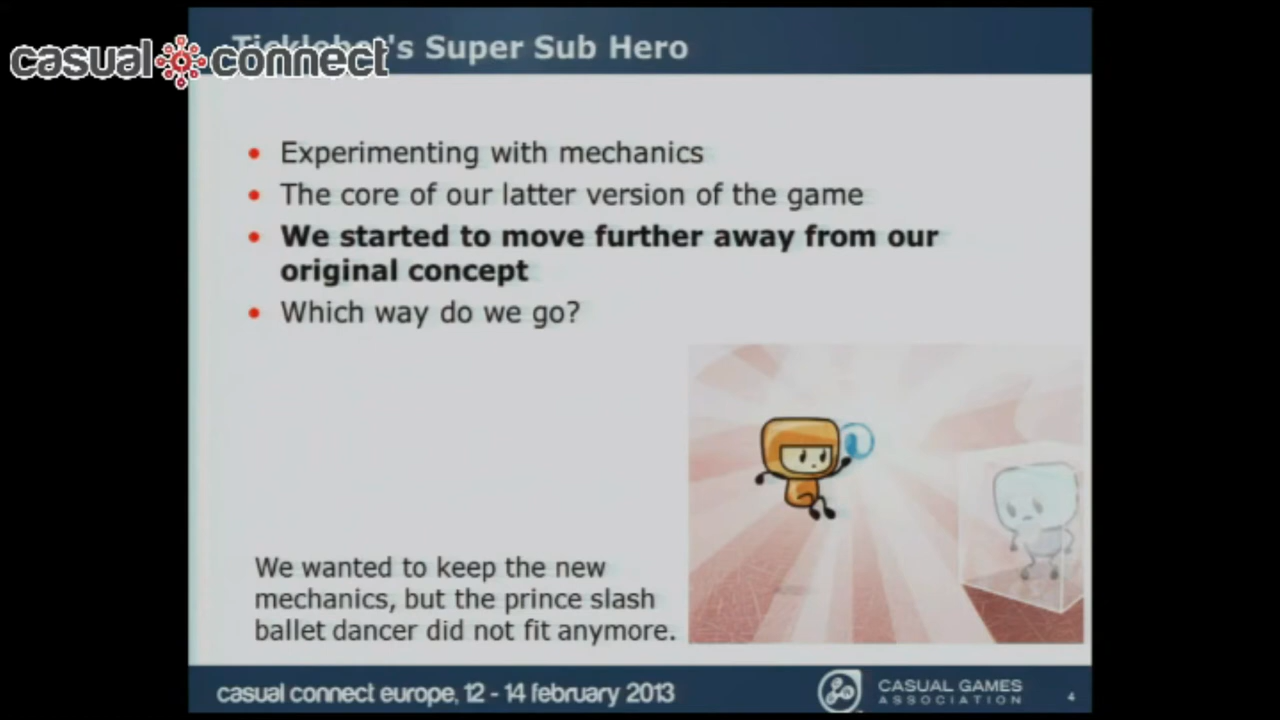 casual connect
's Super Sub Hero
Experimenting with mechanics
The core of our latter version of the game
We started to move further away from our
original concept
Which way do we go?
We wanted to keep the new
mechanics, but the prince slash
ballet dancer did not fit anymore.
casual connect europe, 12 - 14 february 2013
CASUAL GAMES
ASSOCIATION
4